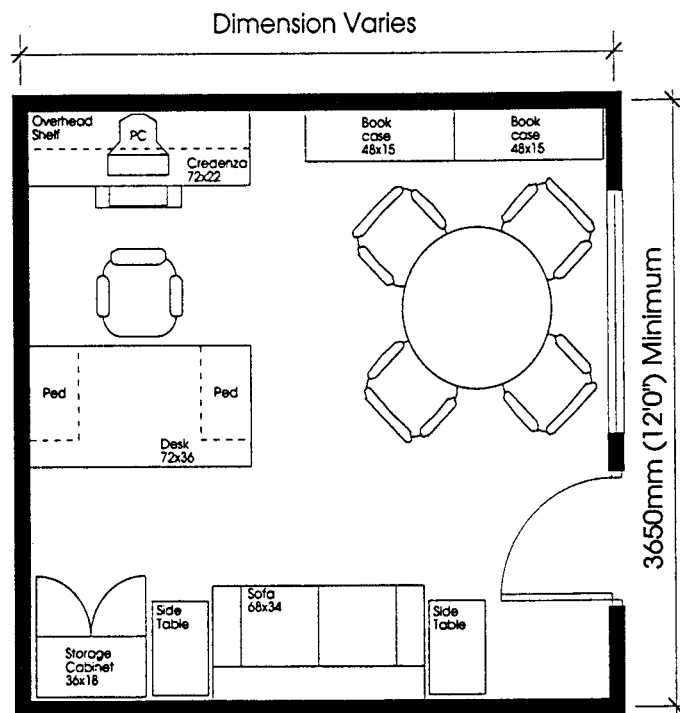 Dimension Varies
Overhead
Shelf
PC
Credenza
72x22
Book
case
48x15
Book
case
48x15
3650mm (12'0") Minimum
Ped
Ped
Desk
72x36
Storage
Cabinet
36x18
Side
Table
Sofa
68x34
Side
Table